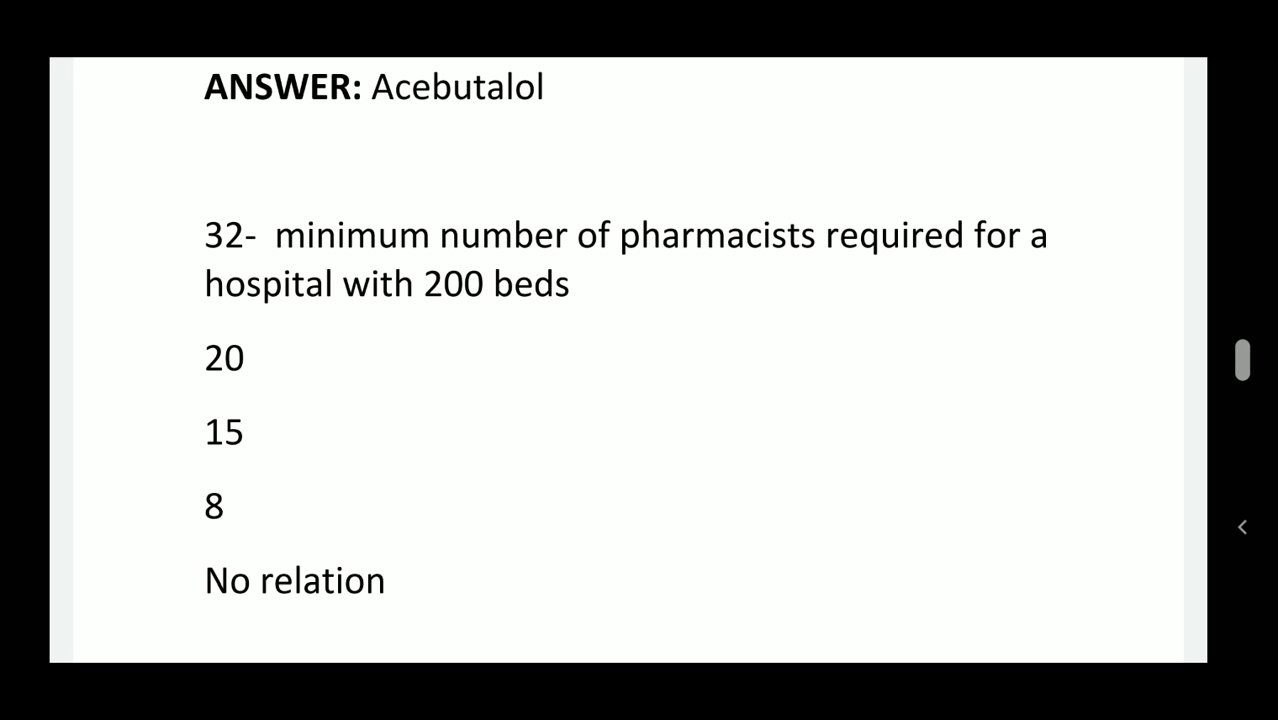 ANSWER: Acebutalol
32- minimum number of pharmacists required for a
hospital with 200 beds
20
15
8
No relation